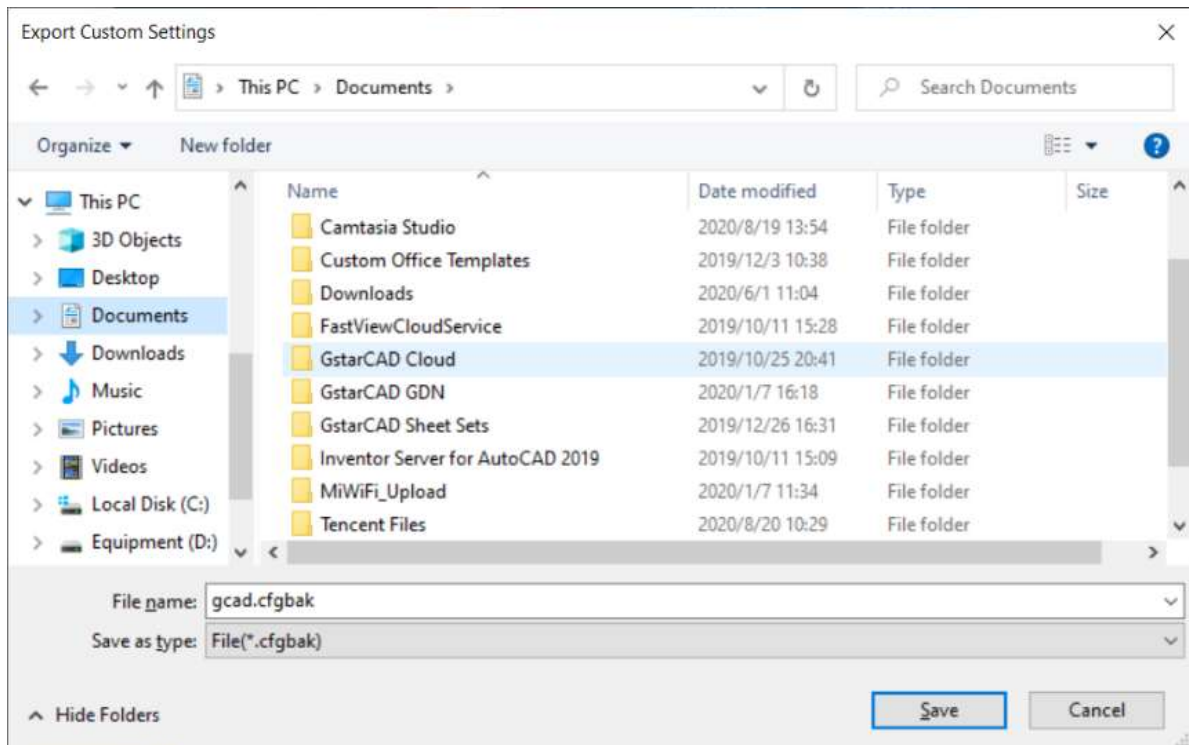 Export Custom Settings
This PC > Documents >
Search Documents
Organize
New folder
Name Date modified Type Size
This PC
3D Objects
Desktop
Documents
Downloads
Music
Pictures
Videos
Local Disk (C:)
Equipment (D:)
Camtasia Studio 2020/8/19 13:54 File folder
Custom Office Templates 2019/12/3 10:38 File folder
Downloads 2020/6/1 11:04 File folder
FastViewCloudService 2019/10/11 15:28 File folder
GstarCAD Cloud 2019/10/25 20:41 File folder
GstarCAD GDN 2020/1/7 16:18 File folder
GstarCAD Sheet Sets 2019/12/26 16:31 File folder
Inventor Server for AutoCAD 2019 2019/10/11 15:09 File folder
MiWiFi_Upload 2020/1/7 11:34 File folder
Tencent Files 2020/8/20 10:29 File folder
File name: gcad.cfgbak
Save as type: File(*.cfgbak)
Hide Folders
Save
Cancel